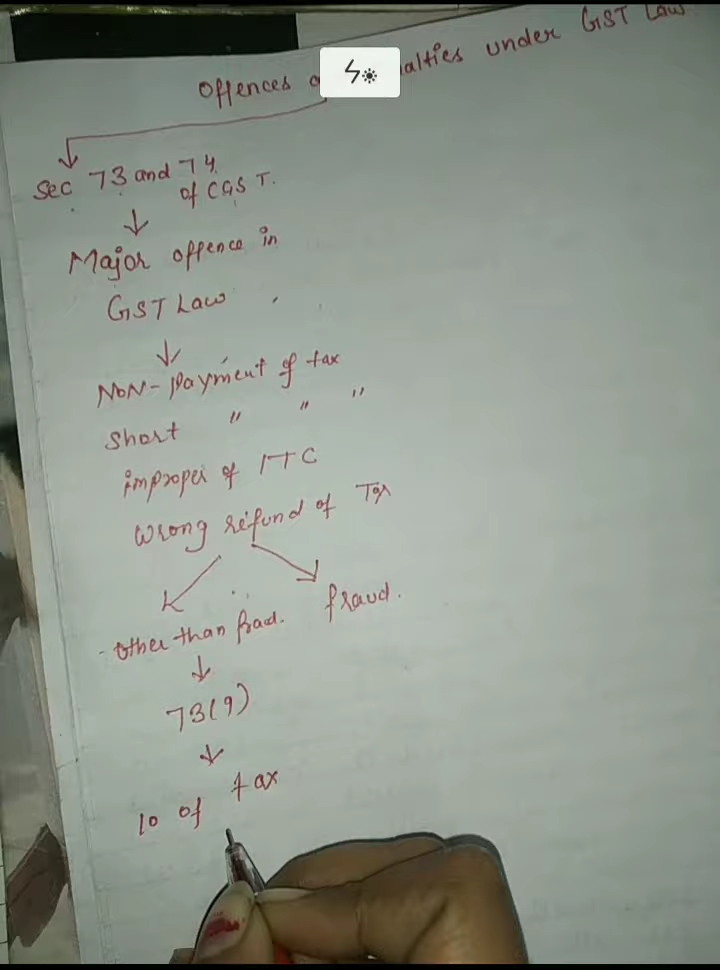 Offences alties under GST Law
Sec 73 and 74
of CGST.
Major offence in
GST Law
Non-payment of tax
Short " " "
improper of ITC
Wrong refund of Tax
other than fraud. fraud.
73(9)
10 of tax